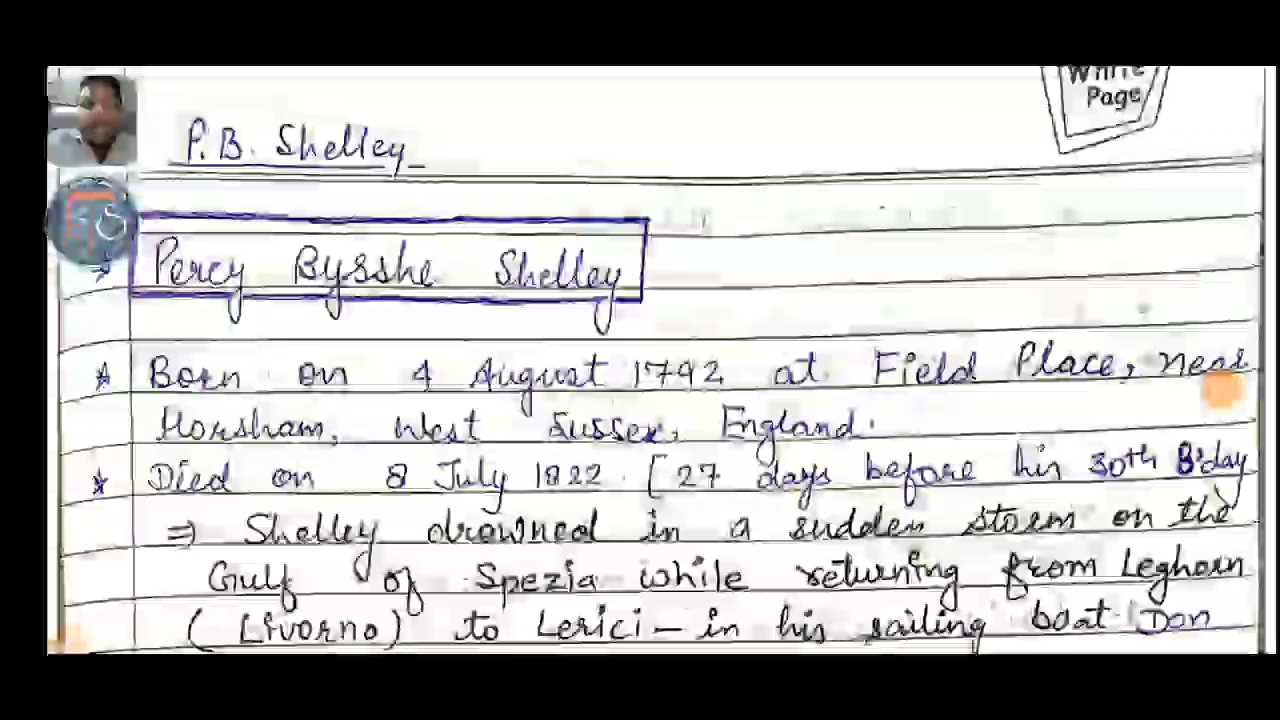 White
Page
P.B. Shelley
Percy Bysshe Shelley
Born on 4 August 1792 at Field Place, near
Horsham, West Sussex, England.
Died on 8 July 1822. [27 days before his 30th B'day
⇒ Shelley drowned in a sudden storm on the
Gulf of Spezia while returning from Leghorn
(Livorno) to Lerici - in his sailing boat Don